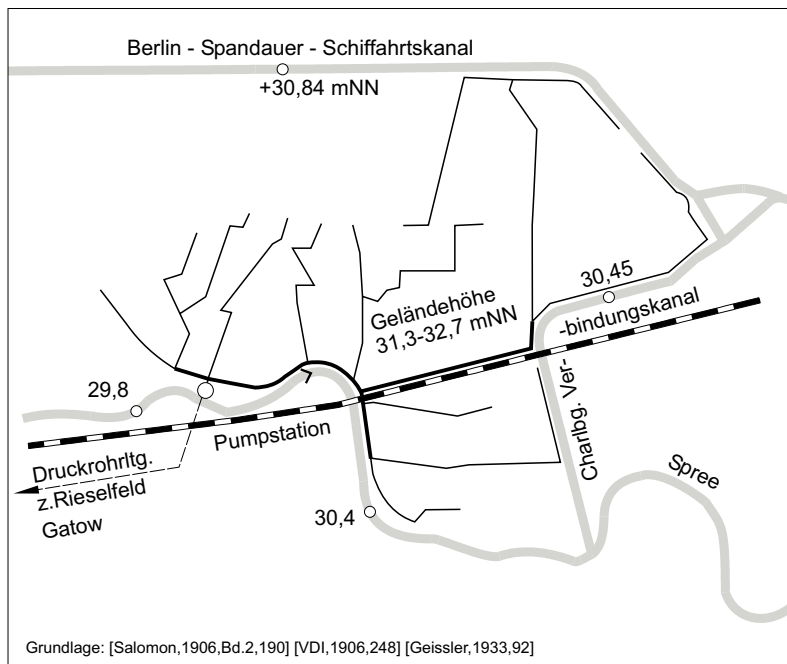 Berlin - Spandauer - Schiffahrtskanal
+30,84 mNN
30,45
Geländehöhe
31,3-32,7 mNN
-bindungskanal
29,8
Charlbg. Ver-
Pumpstation
Druckrohrltg.
z.Rieselfeld
Gatow
Spree
30,4
Grundlage: [Salomon,1906,Bd.2,190] [VDI,1906,248] [Geissler,1933,92]